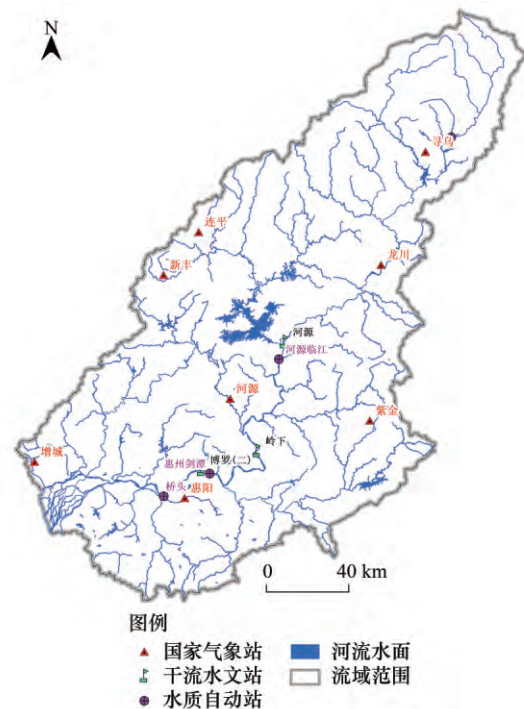 N
寻乌
连平
新丰
龙川
河源
河源临江
河源
紫金
岭下
增城
惠州剑潭
博罗(二)
桥头
惠阳
0 40 km
图例
国家气象站 河流水面
干流水文站 流域范围
水质自动站